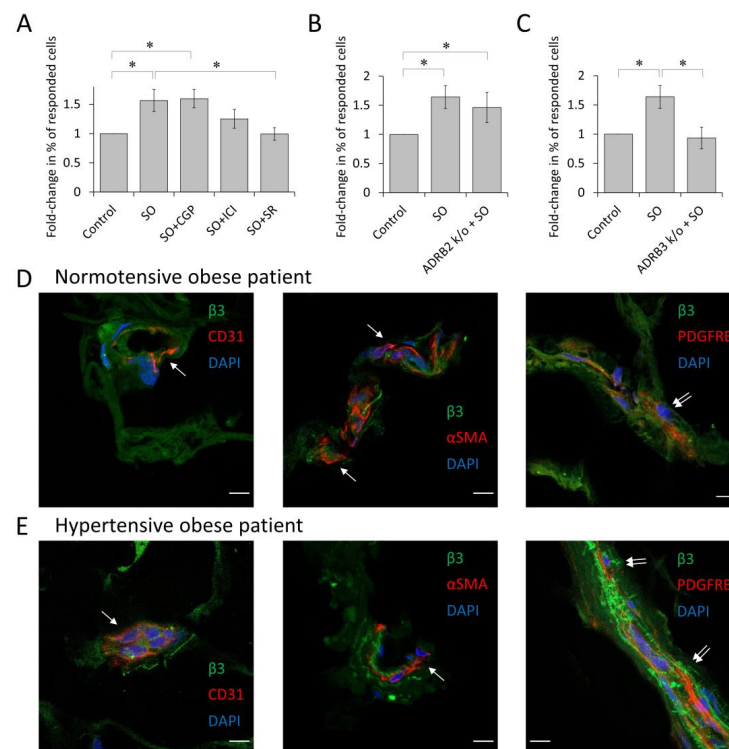 A
Fold-change in % of responded cells
2
1.5
1
0.5
0
*
*
*
Control
SO
SO+CGP
SO+ICI
SO+SR
B
Fold-change in % of responded cells
2
1.5
1
0.5
0
*
*
Control
SO
ADRB2 k/o + SO
C
Fold-change in % of responded cells
2
1.5
1
0.5
0
*
*
Control
SO
ADRB3 k/o + SO
D Normotensive obese patient
β3
CD31
DAPI
β3
αSMA
DAPI
β3
PDGFRB
DAPI
E Hypertensive obese patient
β3
CD31
DAPI
β3
αSMA
DAPI
β3
PDGFRB
DAPI